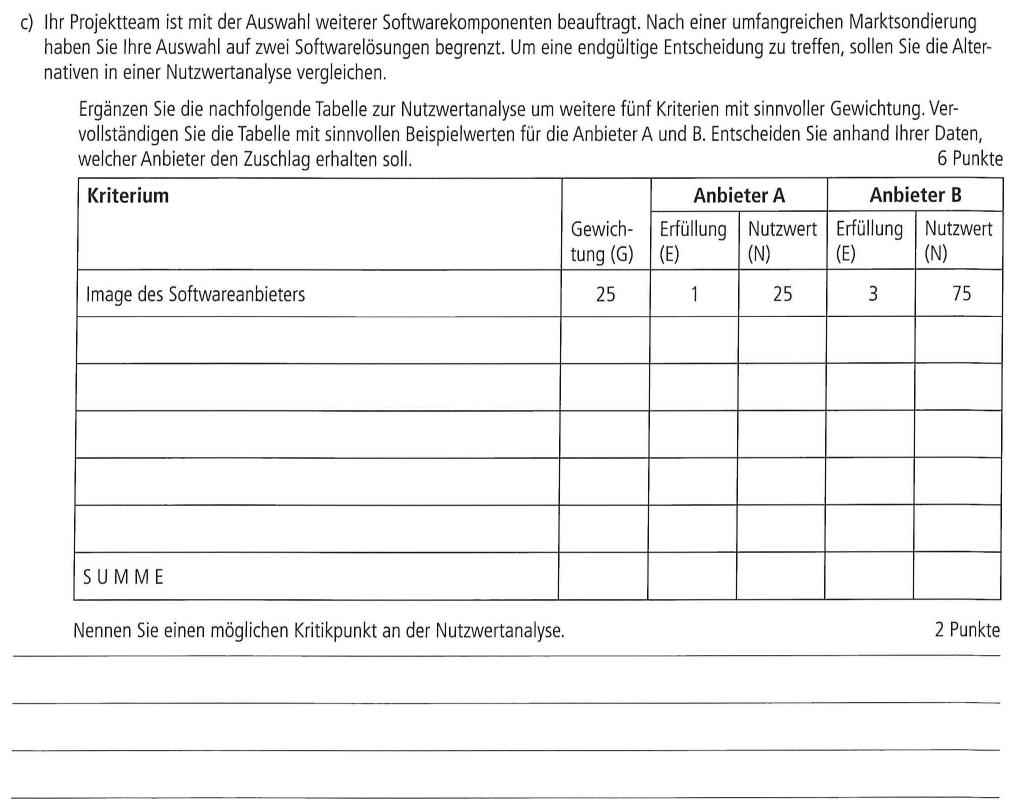 c) Ihr Projektteam ist mit der Auswahl weiterer Softwarekomponenten beauftragt. Nach einer umfangreichen Marktsondierung
haben Sie Ihre Auswahl auf zwei Softwarelösungen begrenzt. Um eine endgültige Entscheidung zu treffen, sollen Sie die Alter-
nativen in einer Nutzwertanalyse vergleichen.
Ergänzen Sie die nachfolgende Tabelle zur Nutzwertanalyse um weitere fünf Kriterien mit sinnvoller Gewichtung. Ver-
vollständigen Sie die Tabelle mit sinnvollen Beispielwerten für die Anbieter A und B. Entscheiden Sie anhand Ihrer Daten,
welcher Anbieter den Zuschlag erhalten soll. 6 Punkte
Kriterium Anbieter A Anbieter B
Gewich- Erfüllung Nutzwert Erfüllung Nutzwert
tung (G) (E) (N) (E) (N)
Image des Softwareanbieters 25 1 25 3 75
SUMME
Nennen Sie einen möglichen Kritikpunkt an der Nutzwertanalyse. 2 Punkte